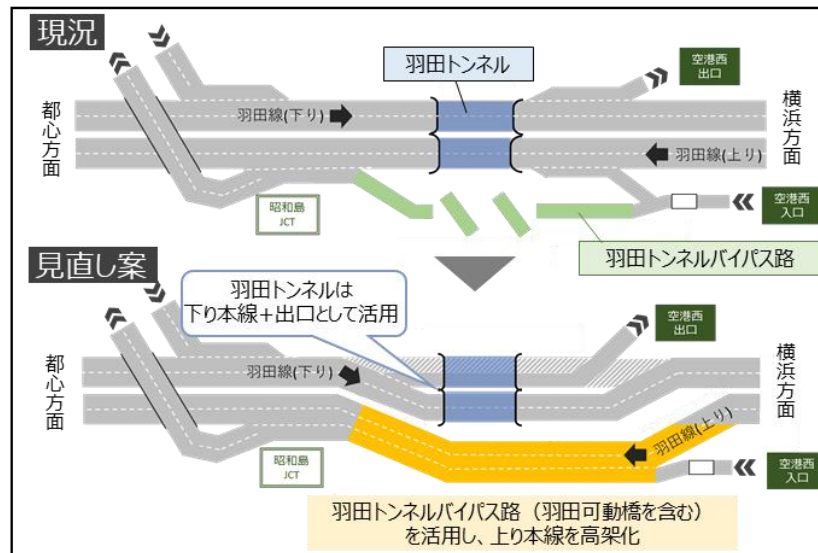 現況
羽田トンネル
空港西
出口
都心方面
羽田線(下り)
横浜方面
羽田線(上り)
昭和島
JCT
空港西
入口
羽田トンネルバイパス路
見直し案
羽田トンネルは
下り本線+出口として活用
空港西
出口
都心方面
羽田線(下り)
横浜方面
羽田線(上り)
昭和島
JCT
空港西
入口
羽田トンネルバイパス路(羽田可動橋を含む)
を活用し、上り本線を高架化